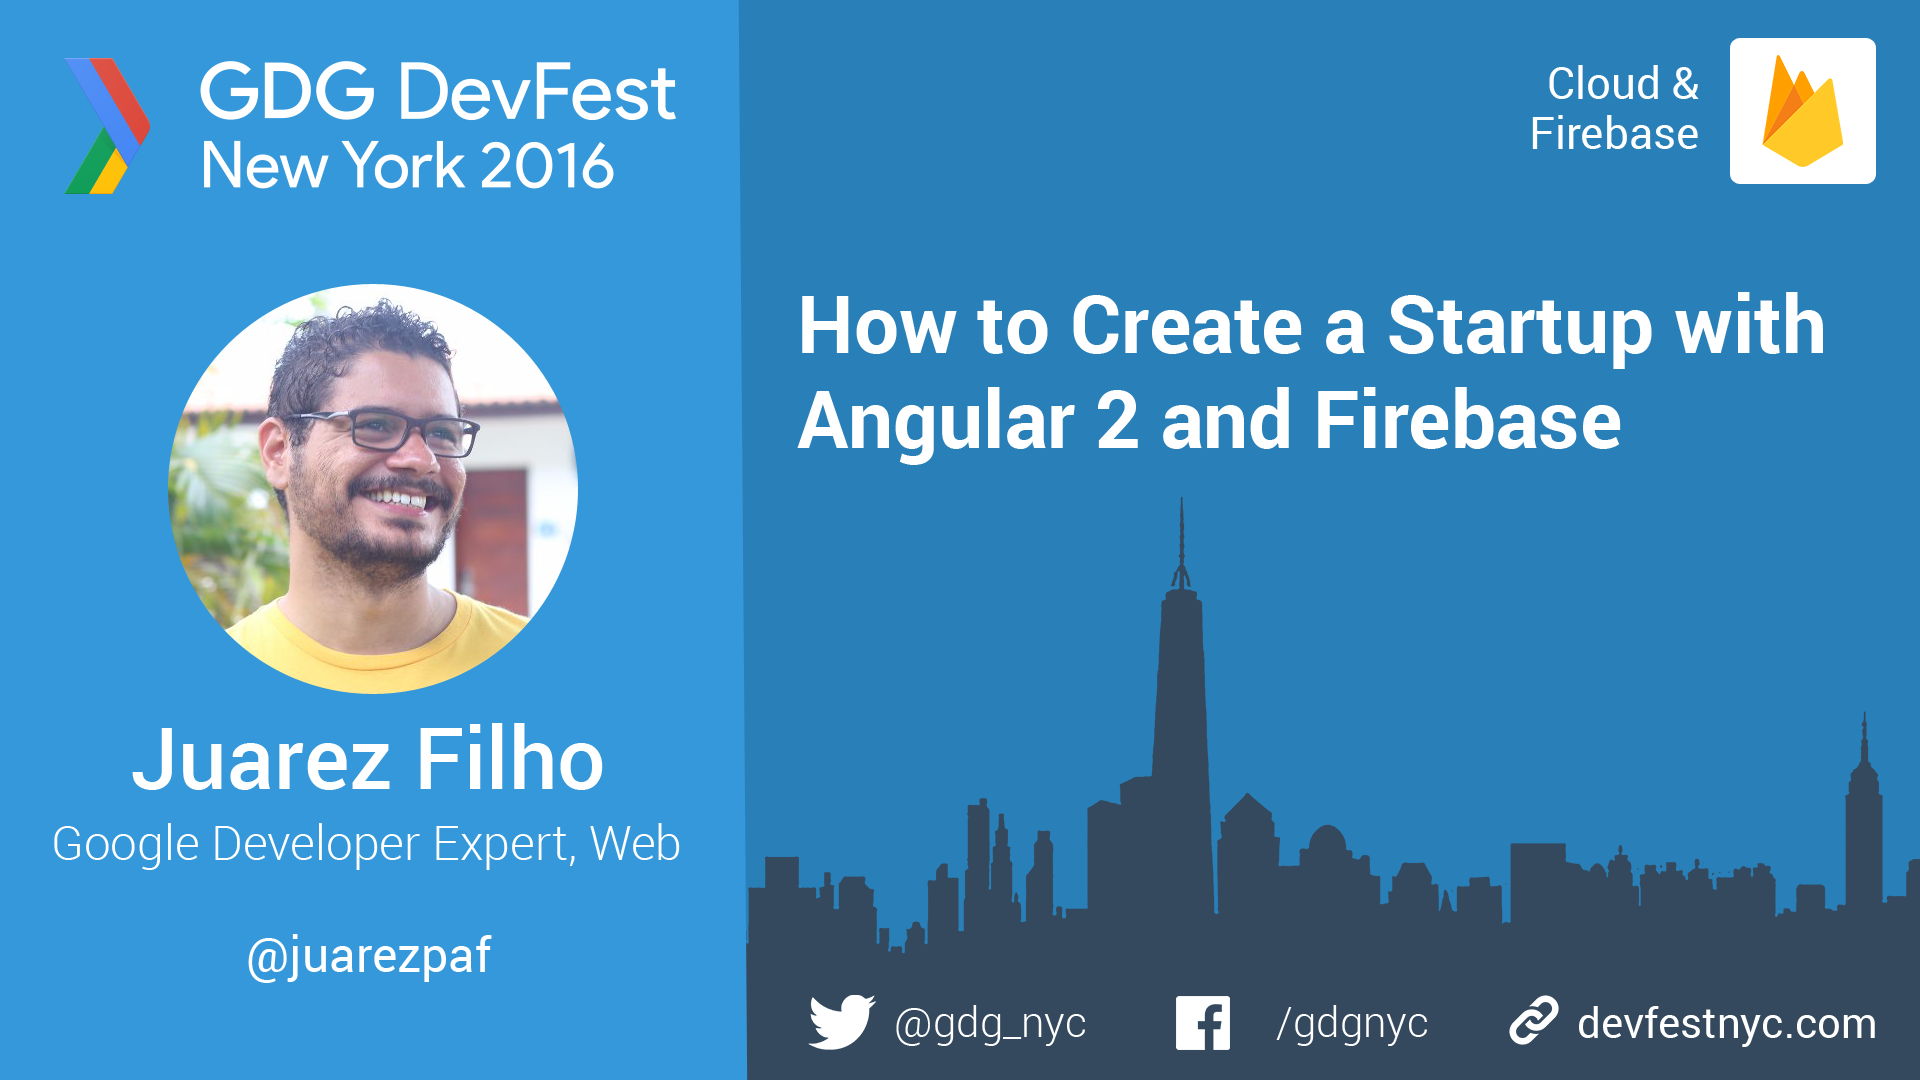 GDG DevFest
New York 2016
Juarez Filho
Google Developer Expert, Web
@juarezpaf
Cloud &
Firebase
How to Create a Startup with
Angular 2 and Firebase
@gdg_nyc
/gdgnyc
devfestnyc.com